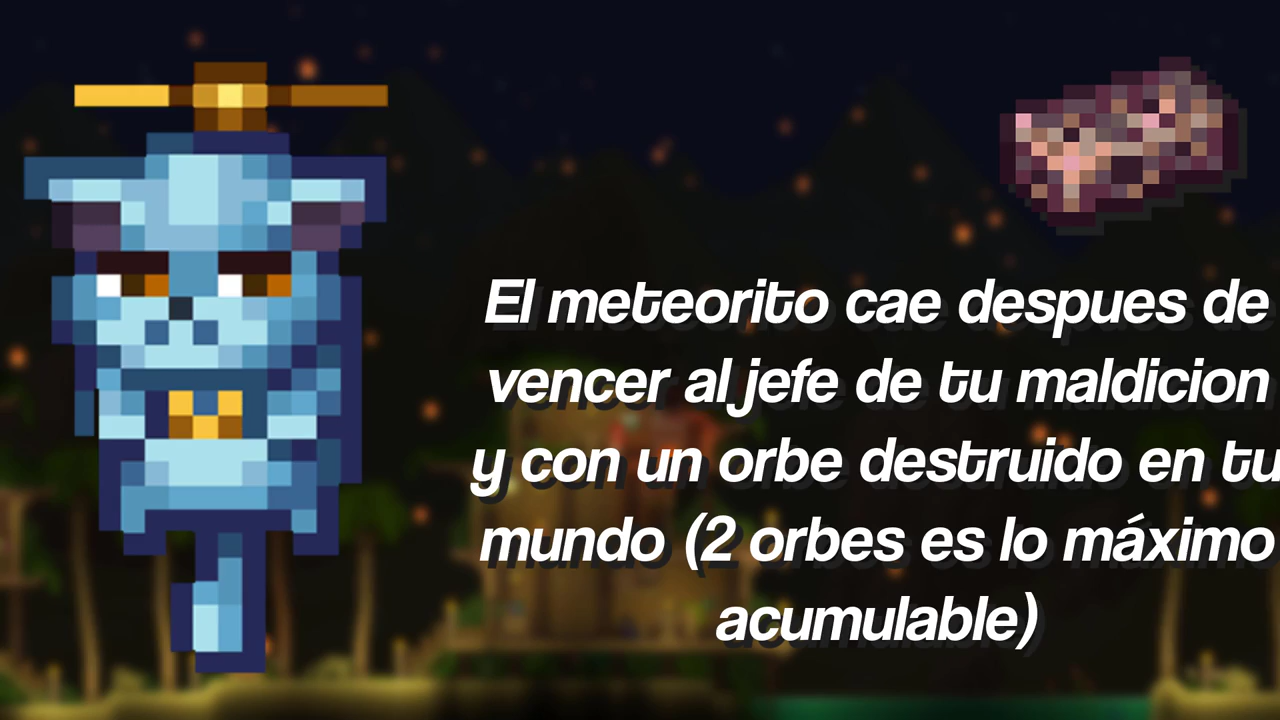 El meteorito cae despues de
vencer al jefe de tu maldicion
y con un orbe destruido en tu
mundo (2 orbes es lo máximo
acumulable)